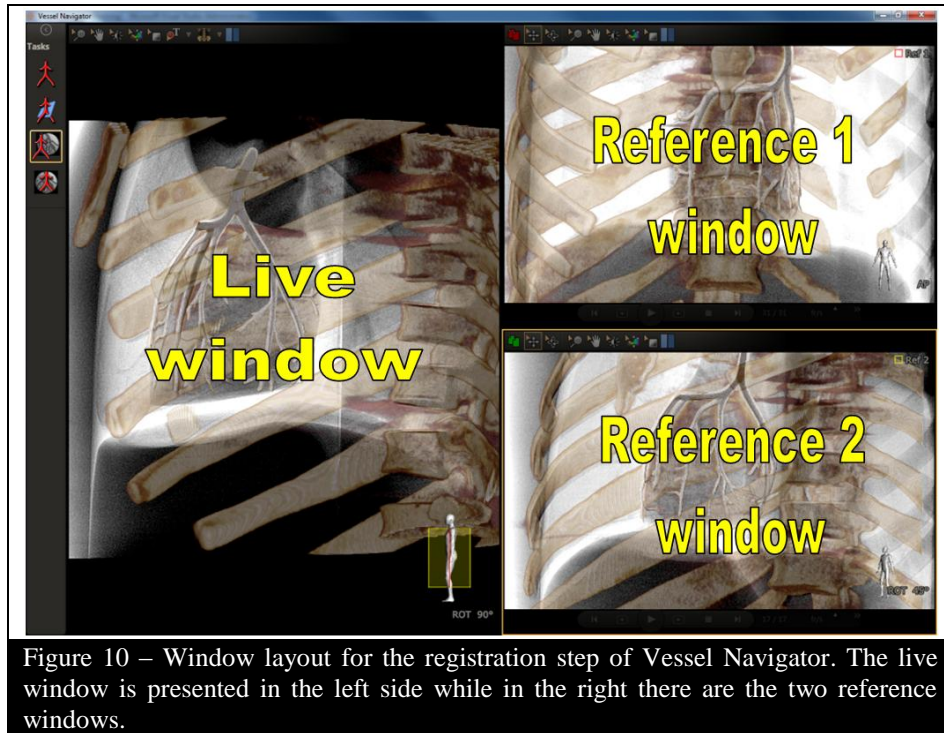 Vessel Navigator
Tasks
Live
window
ROT 90°
Ref 1
Reference 1
window
AP
Ref 2
Reference 2
window
ROT 45°
Figure 10 – Window layout for the registration step of Vessel Navigator. The live
window is presented in the left side while in the right there are the two reference
windows.